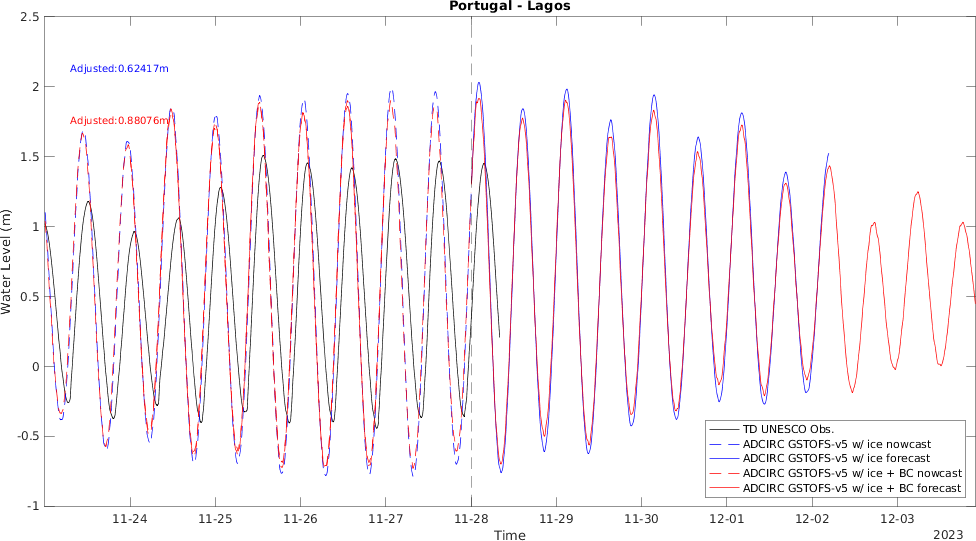 Portugal - Lagos
2.5
2
1.5
1
0.5
0
-0.5
-1
Water Level (m)
Adjusted:0.62417m
Adjusted:0.88076m
TD UNESCO Obs.
ADCIRC GSTOFS-v5 w/ ice nowcast
ADCIRC GSTOFS-v5 w/ ice forecast
ADCIRC GSTOFS-v5 w/ ice + BC nowcast
ADCIRC GSTOFS-v5 w/ ice + BC forecast
11-24 11-25 11-26 11-27 11-28 11-29 11-30 12-01 12-02 12-03
Time
2023